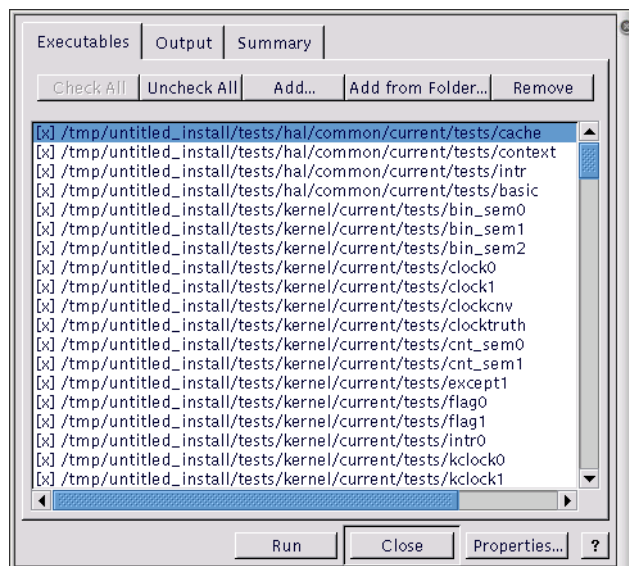 Executables Output Summary
Check All Uncheck All Add... Add from Folder... Remove
[x] /tmp/untitled_install/tests/hal/common/current/tests/cache
[x] /tmp/untitled_install/tests/hal/common/current/tests/context
[x] /tmp/untitled_install/tests/hal/common/current/tests/intr
[x] /tmp/untitled_install/tests/hal/common/current/tests/basic
[x] /tmp/untitled_install/tests/kernel/current/tests/bin_sem0
[x] /tmp/untitled_install/tests/kernel/current/tests/bin_sem1
[x] /tmp/untitled_install/tests/kernel/current/tests/bin_sem2
[x] /tmp/untitled_install/tests/kernel/current/tests/clock0
[x] /tmp/untitled_install/tests/kernel/current/tests/clock1
[x] /tmp/untitled_install/tests/kernel/current/tests/clockcnv
[x] /tmp/untitled_install/tests/kernel/current/tests/clocktruth
[x] /tmp/untitled_install/tests/kernel/current/tests/cnt_sem0
[x] /tmp/untitled_install/tests/kernel/current/tests/cnt_sem1
[x] /tmp/untitled_install/tests/kernel/current/tests/except1
[x] /tmp/untitled_install/tests/kernel/current/tests/flag0
[x] /tmp/untitled_install/tests/kernel/current/tests/flag1
[x] /tmp/untitled_install/tests/kernel/current/tests/intr0
[x] /tmp/untitled_install/tests/kernel/current/tests/kclock0
[x] /tmp/untitled_install/tests/kernel/current/tests/kclock1
Run Close Properties... ?